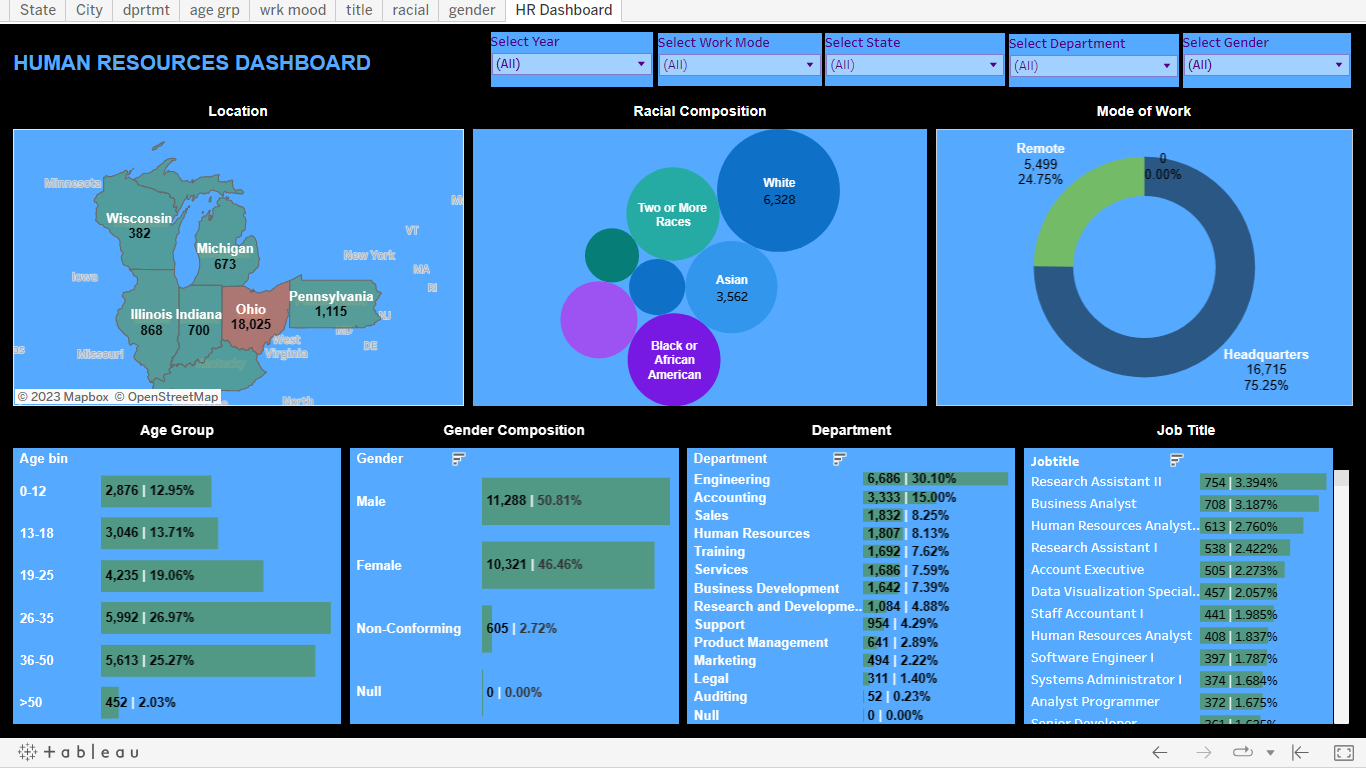 State City dprtmt age grp wrk mood title racial gender HR Dashboard
HUMAN RESOURCES DASHBOARD
Select Year
(All)
Select Work Mode
(All)
Select State
(All)
Select Department
(All)
Select Gender
(All)
Location
Minnesota
Wisconsin
382
Michigan
673
Iowa
New York
VT
MA
RI
Illinois
868
Indiana
700
Ohio
18,025
Pennsylvania
1,115
NJ
MD
DE
West
Virginia
Missouri
Kentucky
North
© 2023 Mapbox © OpenStreetMap
Racial Composition
White
6,328
Two or More
Races
Asian
3,562
Black or
African
American
Mode of Work
Remote
5,499
24.75%
0
0.00%
Headquarters
16,715
75.25%
Age Group
Age bin
0-12 2,876 | 12.95%
13-18 3,046 | 13.71%
19-25 4,235 | 19.06%
26-35 5,992 | 26.97%
36-50 5,613 | 25.27%
>50 452 | 2.03%
Gender Composition
Gender
Male 11,288 | 50.81%
Female 10,321 | 46.46%
Non-Conforming 605 | 2.72%
Null 0 | 0.00%
Department
Department
Engineering 6,686 | 30.10%
Accounting 3,333 | 15.00%
Sales 1,832 | 8.25%
Human Resources 1,807 | 8.13%
Training 1,692 | 7.62%
Services 1,686 | 7.59%
Business Development 1,642 | 7.39%
Research and Developme.. 1,084 | 4.88%
Support 954 | 4.29%
Product Management 641 | 2.89%
Marketing 494 | 2.22%
Legal 311 | 1.40%
Auditing 52 | 0.23%
Null 0 | 0.00%
Job Title
Jobtitle
Research Assistant II 754 | 3.394%
Business Analyst 708 | 3.187%
Human Resources Analyst.. 613 | 2.760%
Research Assistant I 538 | 2.422%
Account Executive 505 | 2.273%
Data Visualization Special.. 457 | 2.057%
Staff Accountant I 441 | 1.985%
Human Resources Analyst 408 | 1.837%
Software Engineer I 397 | 1.787%
Systems Administrator I 374 | 1.684%
Analyst Programmer 372 | 1.675%
Senior Developer 361 | 1.625%
+ a b l e a u